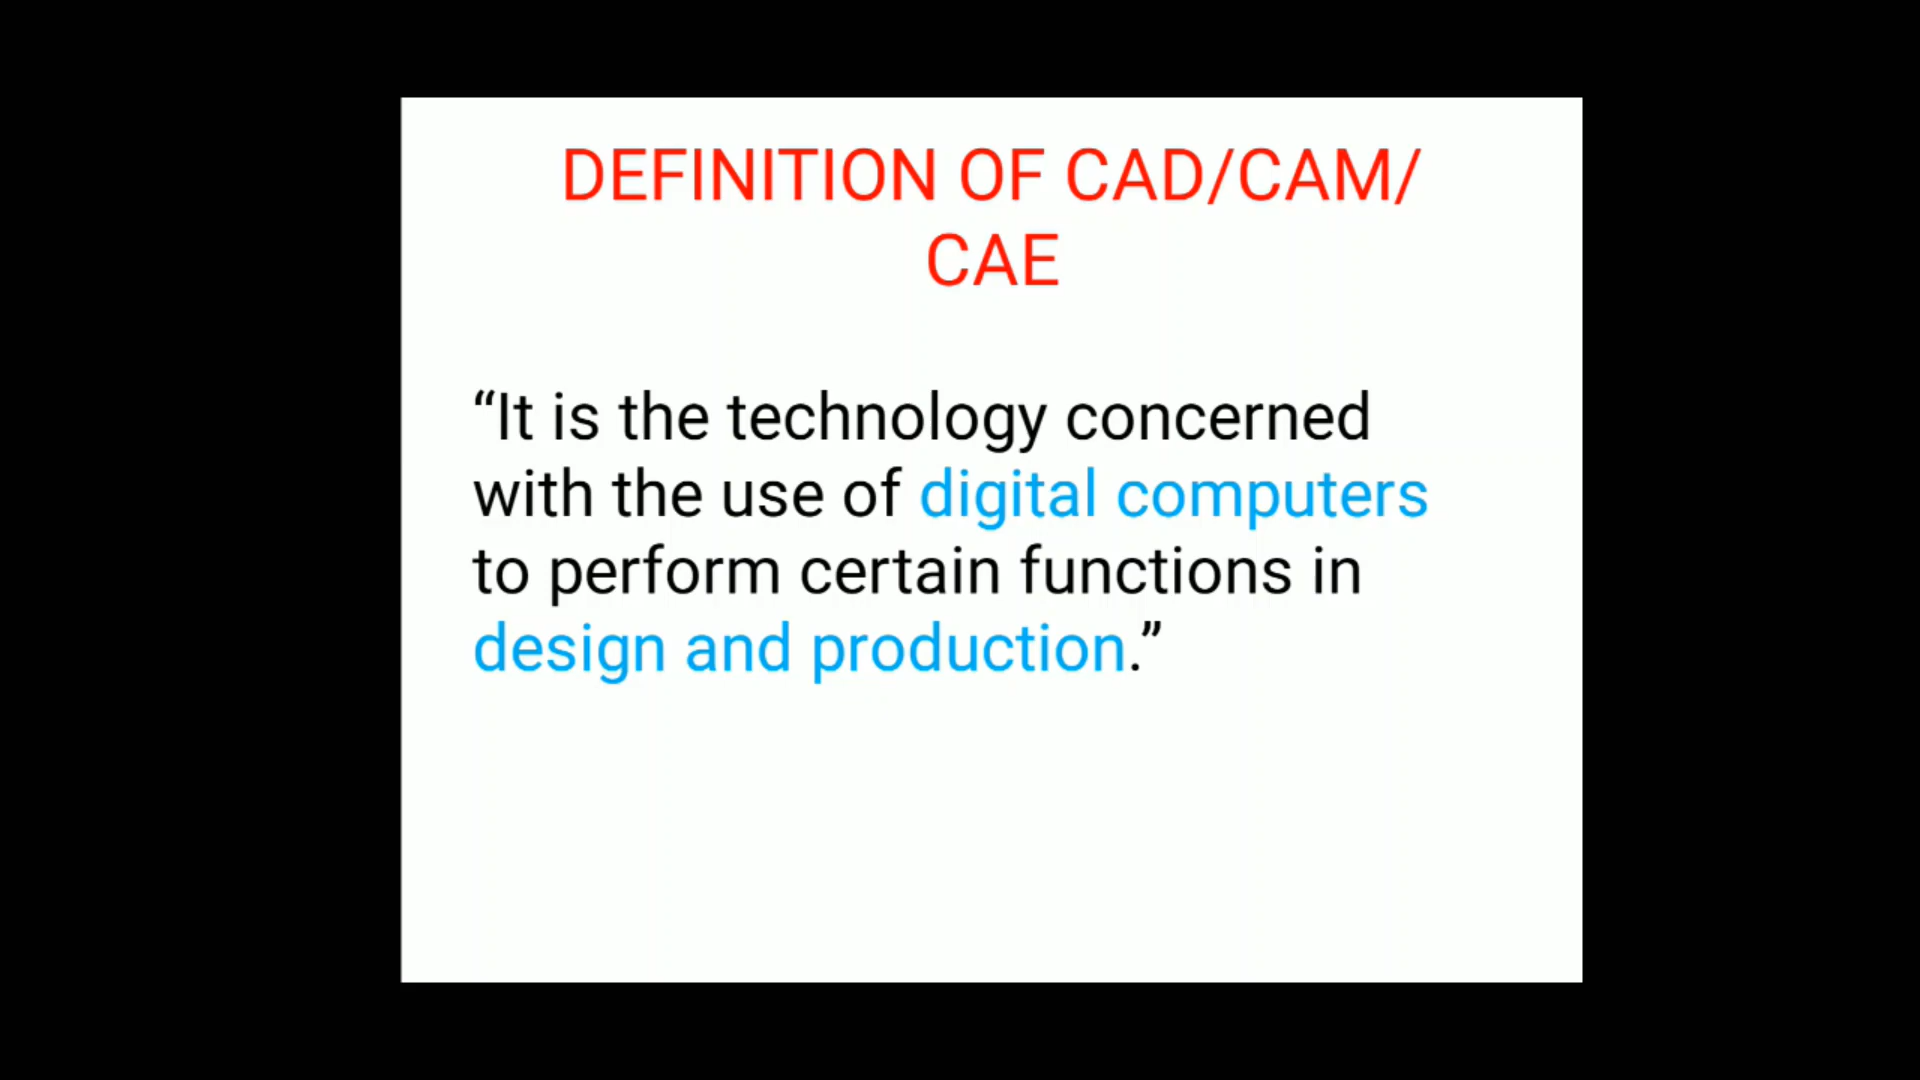 DEFINITION OF CAD/CAM/
CAE
“It is the technology concerned
with the use of digital computers
to perform certain functions in
design and production.”